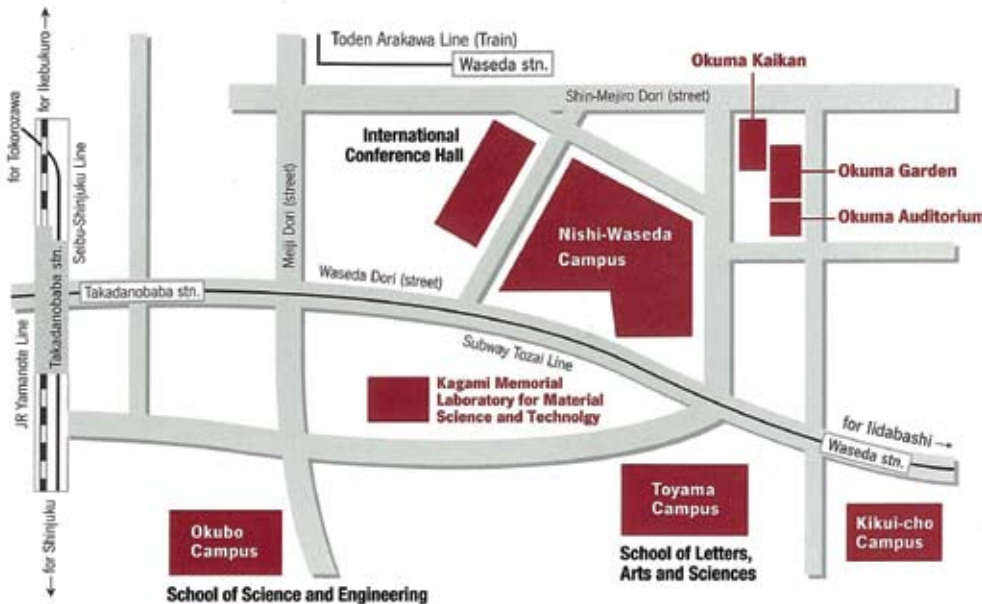 for Ikebukuro
for Tokorozawa
Seibu-Shinjuku Line
Takadanobaba stn.
JR Yamanote Line
for Shinjuku
Toden Arakawa Line (Train)
Waseda stn.
Okuma Kaikan
Shin-Mejiro Dori (street)
International
Conference Hall
Okuma Garden
Okuma Auditorium
Nishi-Waseda
Campus
Meiji Dori (street)
Waseda Dori (street)
Takadanobaba stn.
Subway Tozai Line
Kagami Memorial
Laboratory for Material
Science and Technolgy
for Iidabashi
Waseda stn.
Toyama
Campus
School of Letters,
Arts and Sciences
Kikui-cho
Campus
Okubo
Campus
School of Science and Engineering